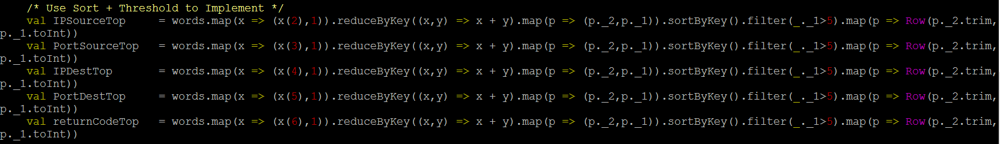 /* Use Sort + Threshold to Implement */
val IPSourceTop     = words.map(x => (x(2),1)).reduceByKey((x,y) => x + y).map(p => (p._2,p._1)).sortByKey().filter(_._1>5).map(p => Row(p._2.trim,
p._1.toInt))
val PortSourceTop   = words.map(x => (x(3),1)).reduceByKey((x,y) => x + y).map(p => (p._2,p._1)).sortByKey().filter(_._1>5).map(p => Row(p._2.trim,
p._1.toInt))
val IPDestTop       = words.map(x => (x(4),1)).reduceByKey((x,y) => x + y).map(p => (p._2,p._1)).sortByKey().filter(_._1>5).map(p => Row(p._2.trim,
p._1.toInt))
val PortDestTop     = words.map(x => (x(5),1)).reduceByKey((x,y) => x + y).map(p => (p._2,p._1)).sortByKey().filter(_._1>5).map(p => Row(p._2.trim,
p._1.toInt))
val returnCodeTop   = words.map(x => (x(6),1)).reduceByKey((x,y) => x + y).map(p => (p._2,p._1)).sortByKey().filter(_._1>5).map(p => Row(p._2.trim,
p._1.toInt))